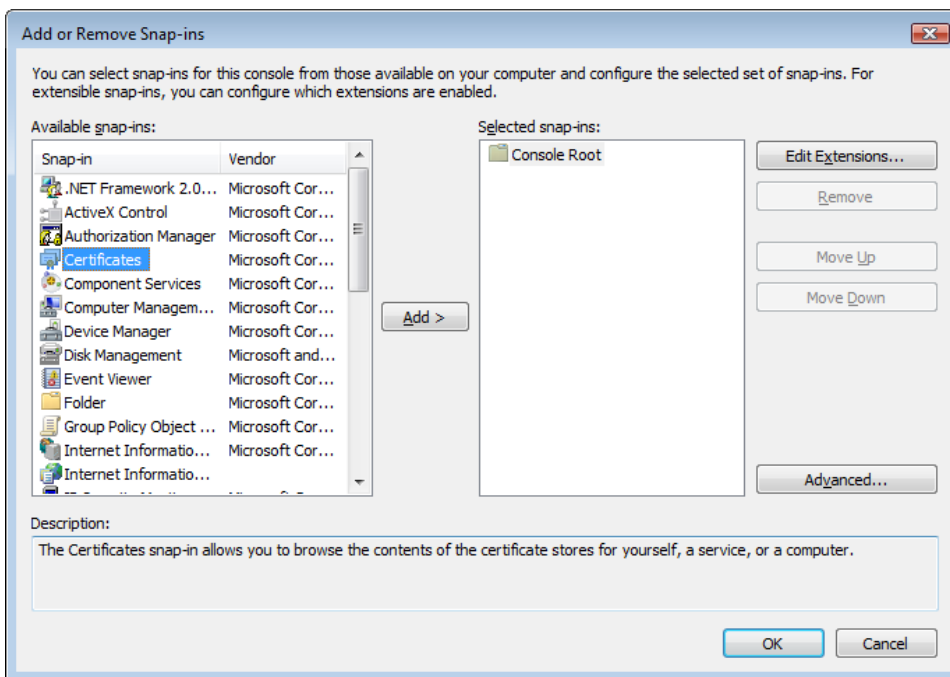 Add or Remove Snap-ins
You can select snap-ins for this console from those available on your computer and configure the selected set of snap-ins. For
extensible snap-ins, you can configure which extensions are enabled.
Available snap-ins:
Selected snap-ins:
Snap-in Vendor
Console Root
Edit Extensions...
.NET Framework 2.0... Microsoft Cor...
Remove
ActiveX Control Microsoft Cor...
Authorization Manager Microsoft Cor...
Certificates Microsoft Cor...
Move Up
Component Services Microsoft Cor...
Computer Managem... Microsoft Cor...
Move Down
Add >
Device Manager Microsoft Cor...
Disk Management Microsoft and...
Event Viewer Microsoft Cor...
Folder Microsoft Cor...
Group Policy Object ... Microsoft Cor...
Internet Informatio... Microsoft Cor...
Internet Informatio...
Advanced...
Description:
The Certificates snap-in allows you to browse the contents of the certificate stores for yourself, a service, or a computer.
OK
Cancel